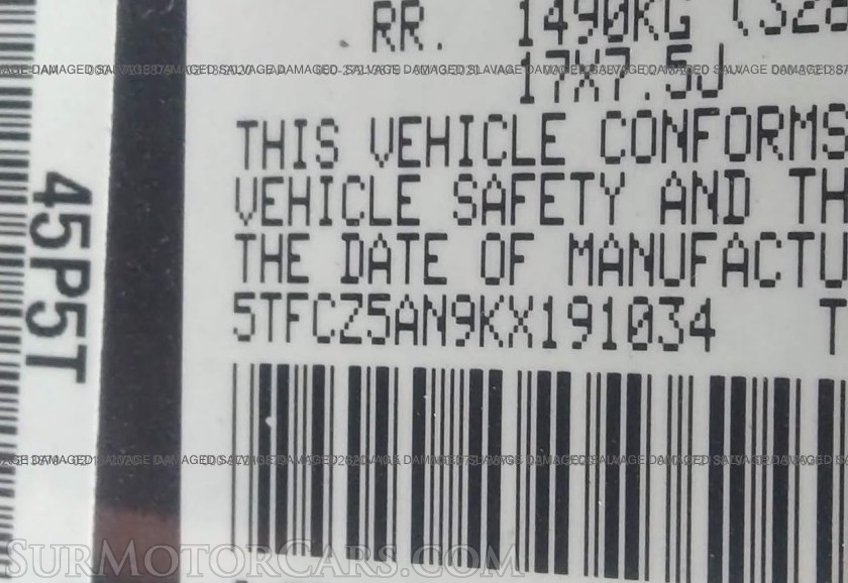 RR. 1490KG (328
17X7.5J
THIS VEHICLE CONFORMS
VEHICLE SAFETY AND TH
THE DATE OF MANUFACTU
5TFCZ5AN9KX191034 T
45P5T
SurMotorCars.com